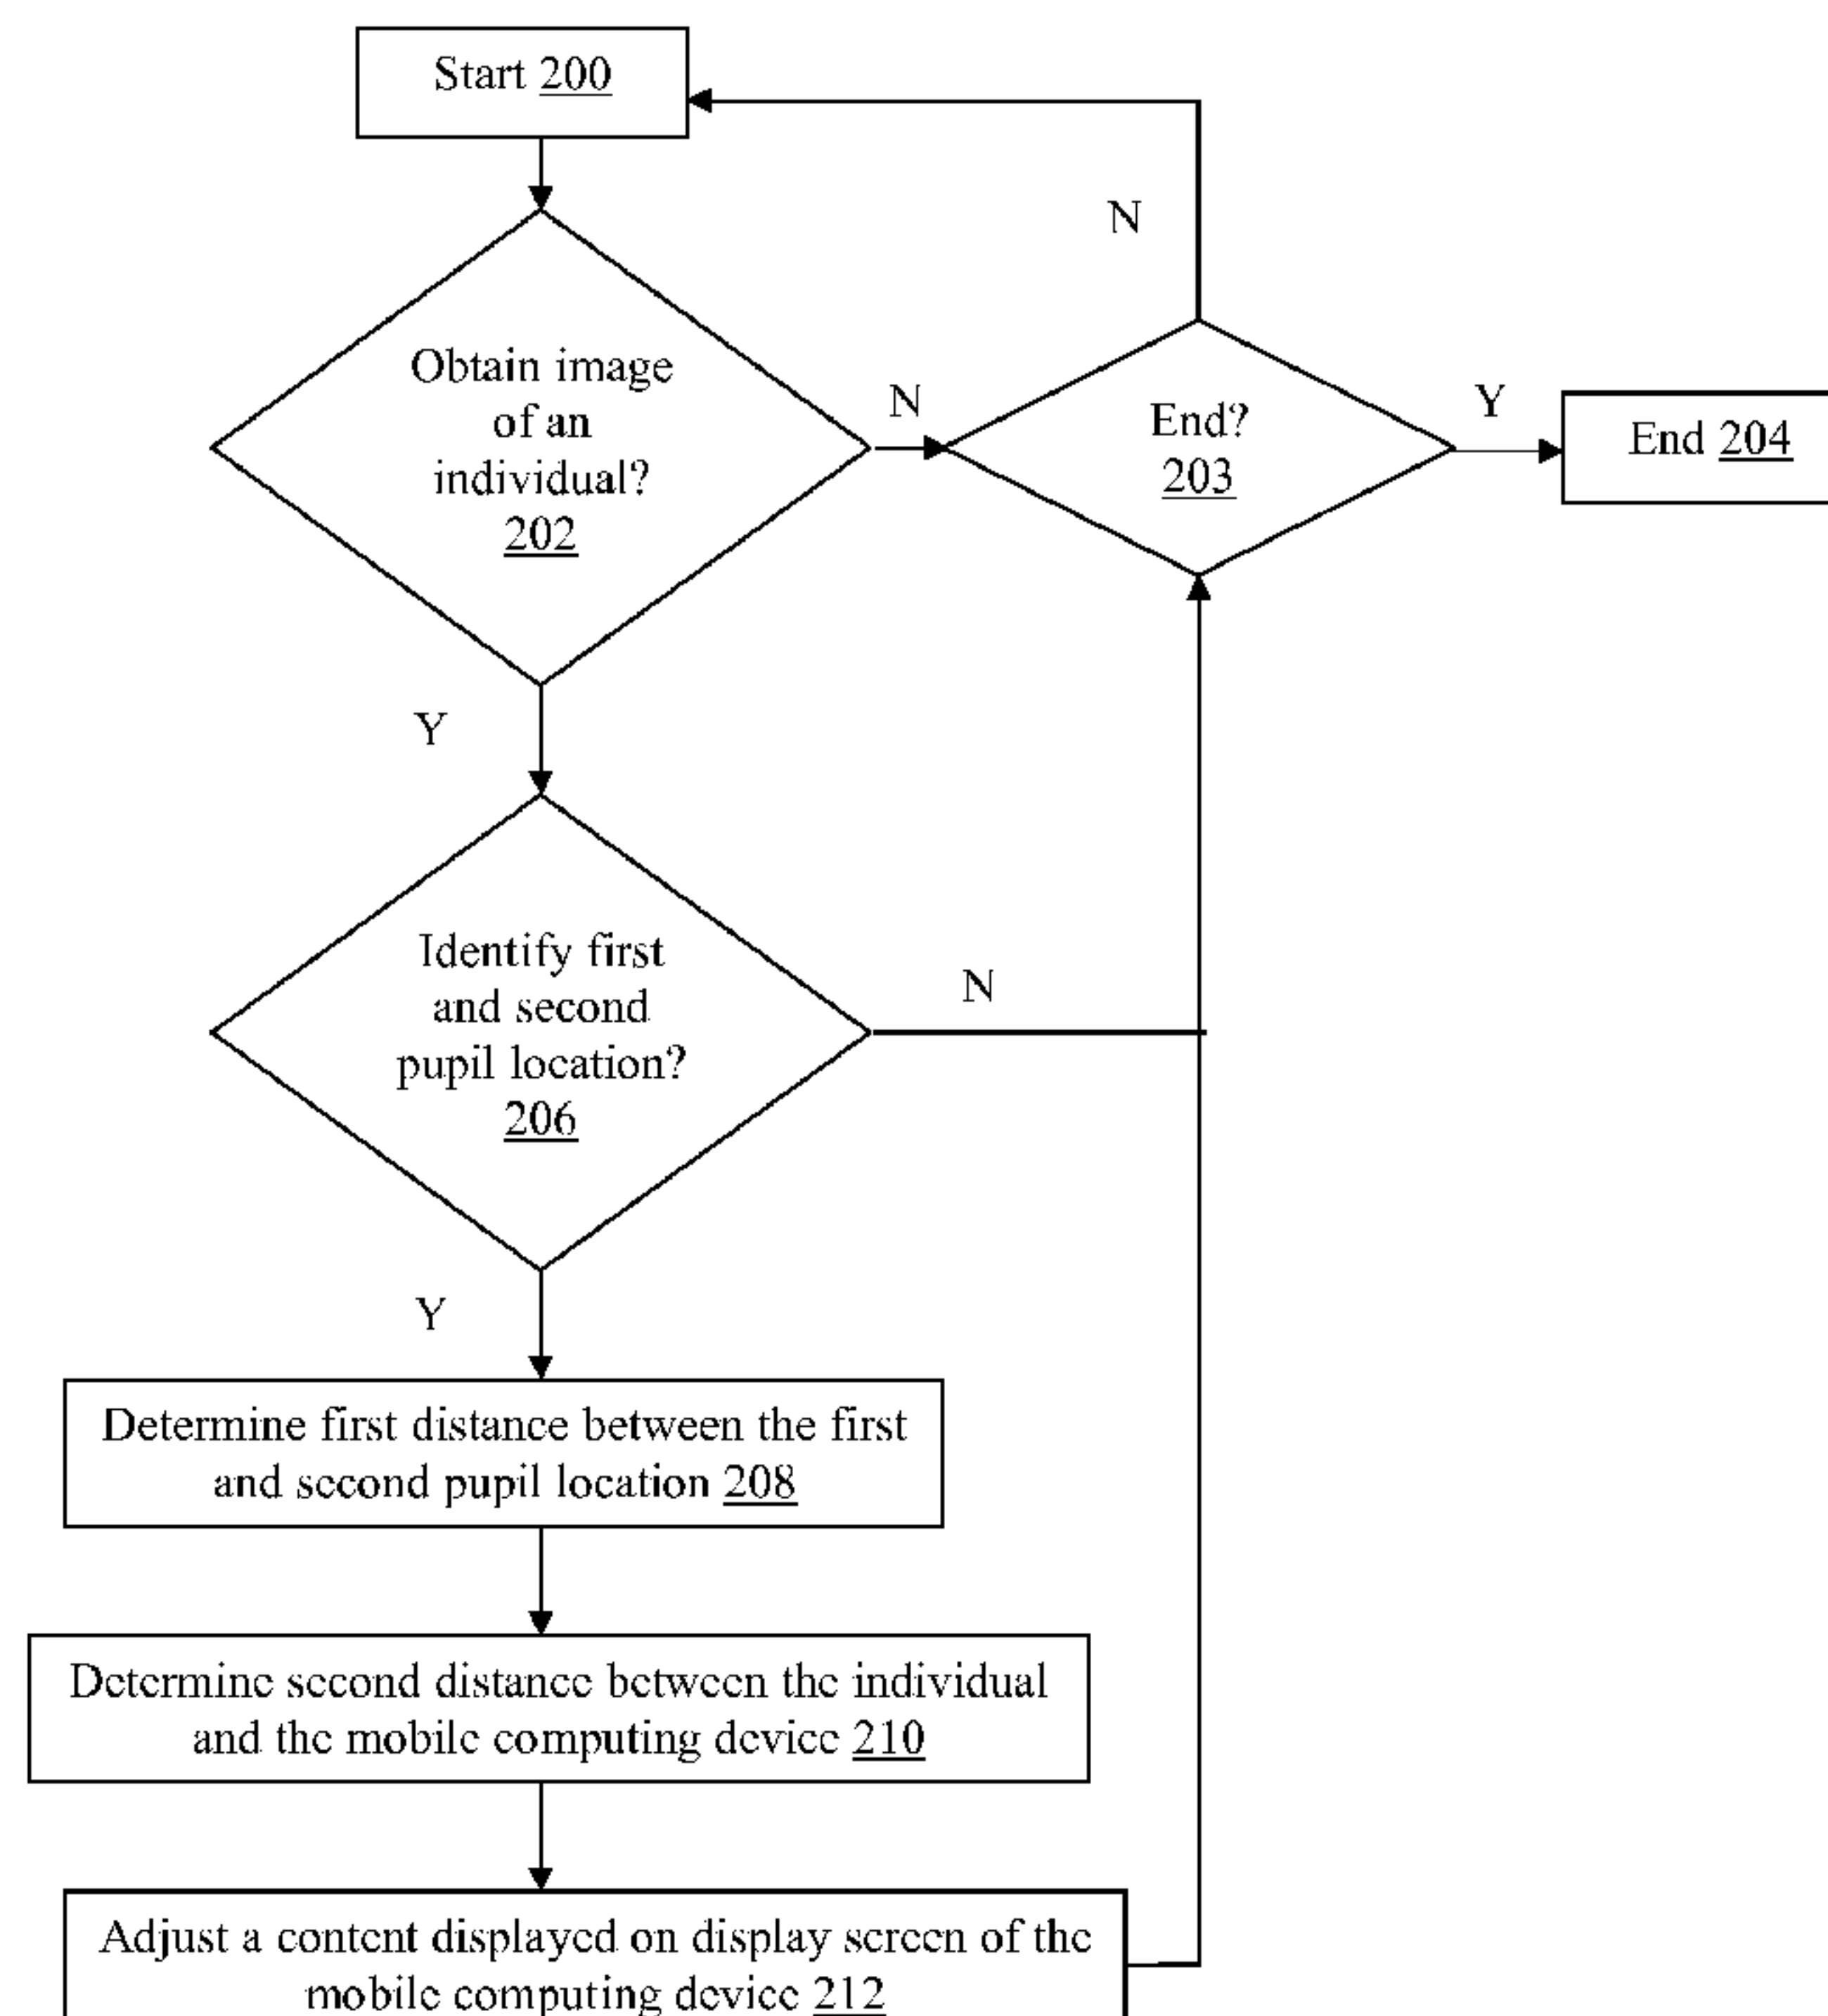 Start 200
N
Obtain image
of an
individual?
202
N
End?
203
Y
End 204
Y
Identify first
and second
pupil location?
206
N
Y
Determine first distance between the first
and second pupil location 208
Determine second distance between the individual
and the mobile computing device 210
Adjust a content displayed on display screen of the
mobile computing device 212